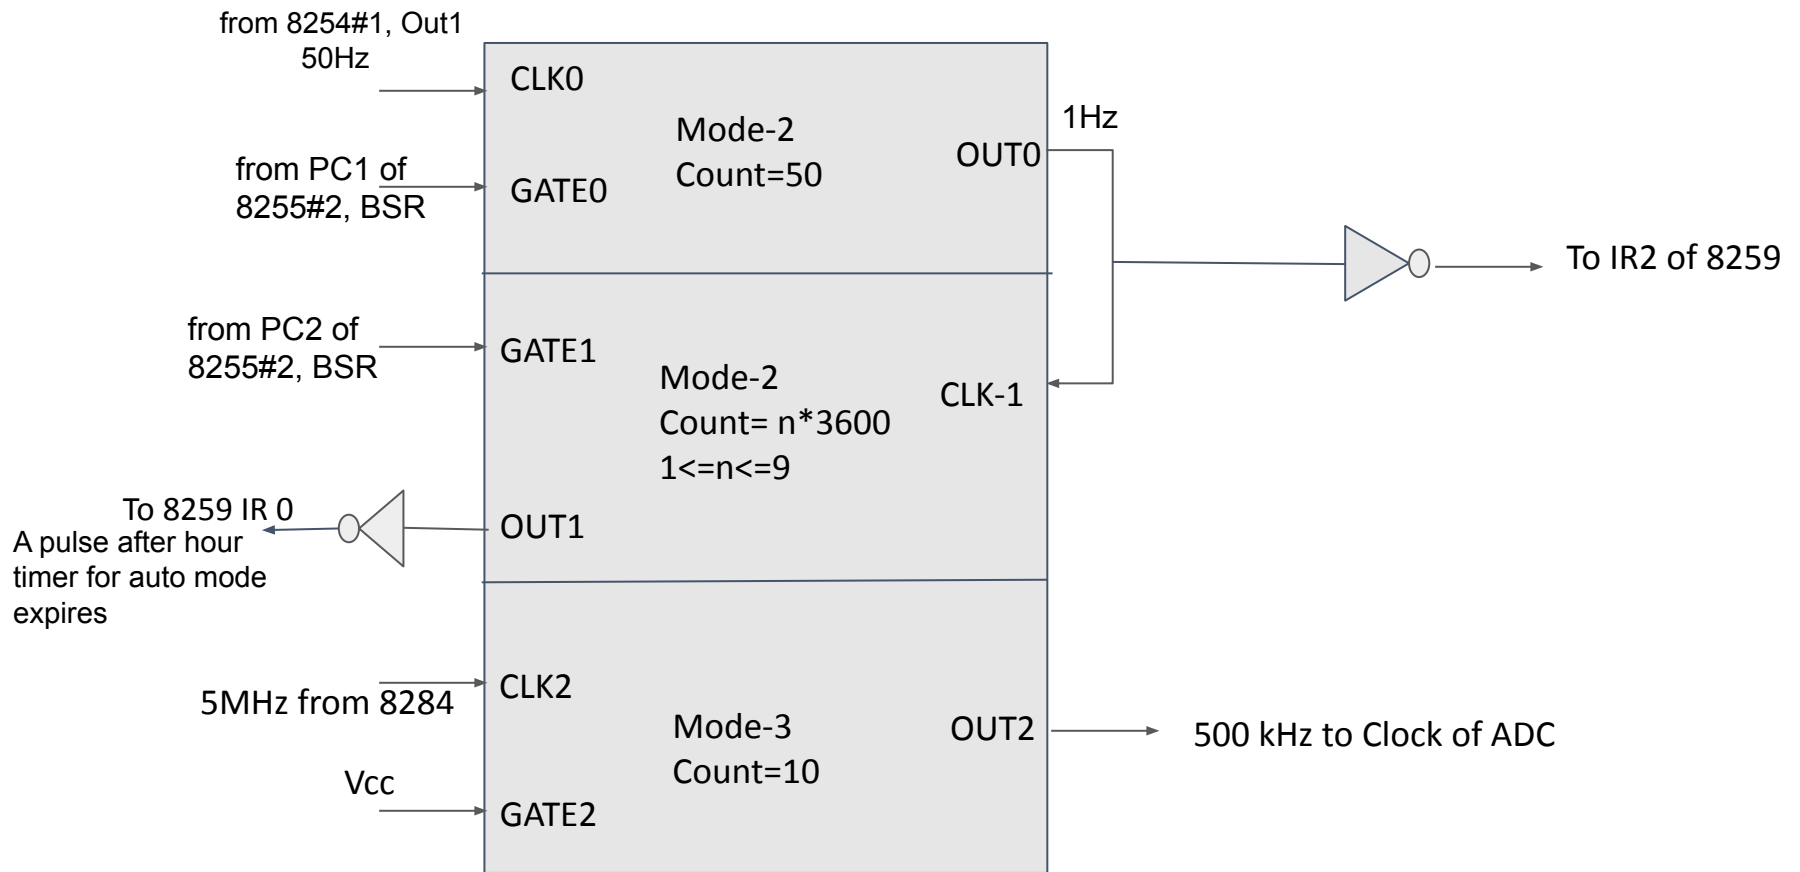 from 8254#1, Out1
50Hz
CLK0
Mode-2
Count=50
1Hz
OUT0
from PC1 of
8255#2, BSR
GATE0
To IR2 of 8259
from PC2 of
8255#2, BSR
GATE1
Mode-2
Count= n*3600
1<=n<=9
CLK-1
To 8259 IR 0
A pulse after hour
timer for auto mode
expires
OUT1
5MHz from 8284
CLK2
Mode-3
Count=10
OUT2
500 kHz to Clock of ADC
Vcc
GATE2